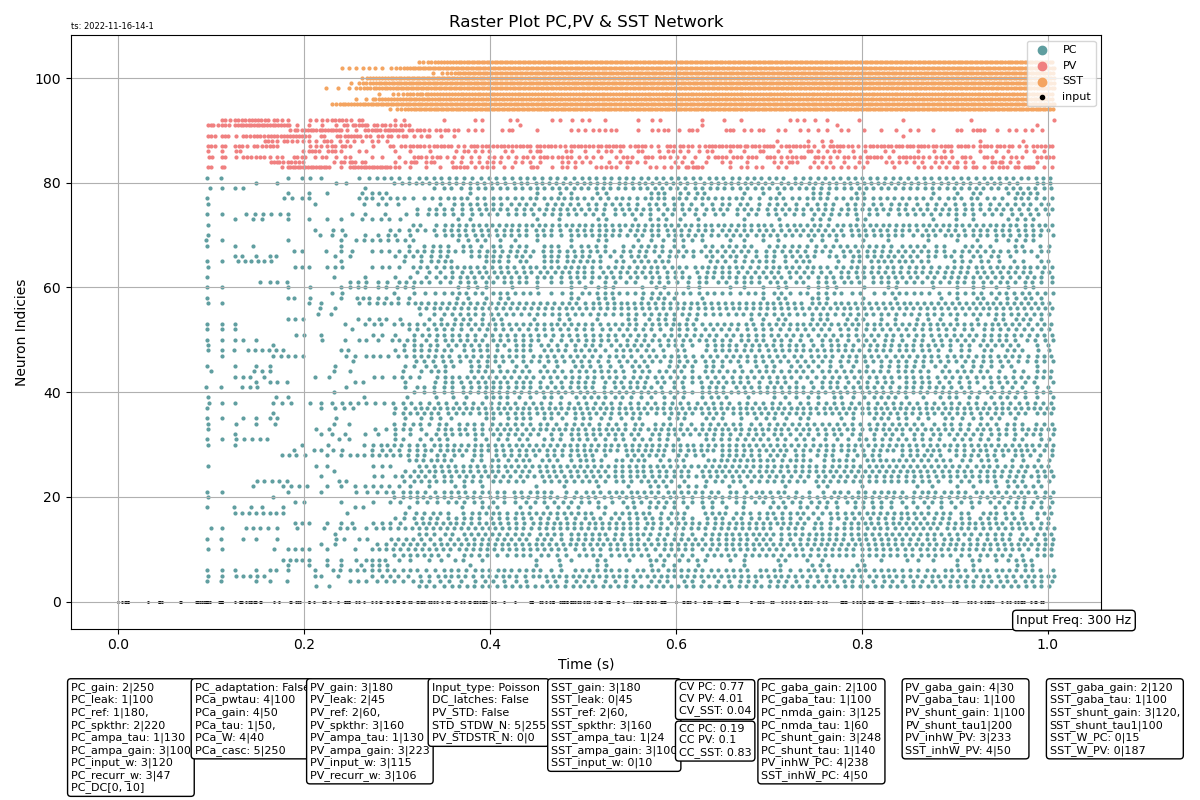 ts: 2022-11-16-14-1
Raster Plot PC,PV & SST Network
PC
PV
SST
input
Neuron Indicies
100
80
60
40
20
0
0.0
0.2
0.4
0.6
0.8
1.0
Time (s)
Input Freq: 300 Hz
PC_gain: 2|250
PC_leak: 1|100
PC_ref: 1|180,
PC_spkthr: 2|220
PC_ampa_tau: 1|130
PC_ampa_gain: 3|100
PC_input_w: 3|120
PC_recurr_w: 3|47
PC_DC[0, 10]
PC_adaptation: False
PCa_pwtau: 4|100
PCa_gain: 4|50
PCa_tau: 1|50,
PCa_W: 4|40
PCa_casc: 5|250
PV_gain: 3|180
PV_leak: 2|45
PV_ref: 2|60,
PV_spkthr: 3|160
PV_ampa_tau: 1|130
PV_ampa_gain: 3|223
PV_input_w: 3|115
PV_recurr_w: 3|106
Input_type: Poisson
DC_latches: False
PV_STD: False
STD_STDW_N: 5|255
PV_STDSTR_N: 0|0
SST_gain: 3|180
SST_leak: 0|45
SST_ref: 2|60,
SST_spkthr: 3|160
SST_ampa_tau: 1|24
SST_ampa_gain: 3|100
SST_input_w: 0|10
CV PC: 0.77
CV PV: 4.01
CV_SST: 0.04
CC PC: 0.19
CC PV: 0.1
CC_SST: 0.83
PC_gaba_gain: 2|100
PC_gaba_tau: 1|100
PC_nmda_gain: 3|125
PC_nmda_tau: 1|60
PC_shunt_gain: 3|248
PC_shunt_tau: 1|140
PV_inhW_PC: 4|238
SST_inhW_PC: 4|50
PV_gaba_gain: 4|30
PV_gaba_tau: 1|100
PV_shunt_gain: 1|100
PV_shunt_tau1|200
PV_inhW_PV: 3|233
SST_inhW_PV: 4|50
SST_gaba_gain: 2|120
SST_gaba_tau: 1|100
SST_shunt_gain: 3|120,
SST_shunt_tau1|100
SST_W_PC: 0|15
SST_W_PV: 0|187